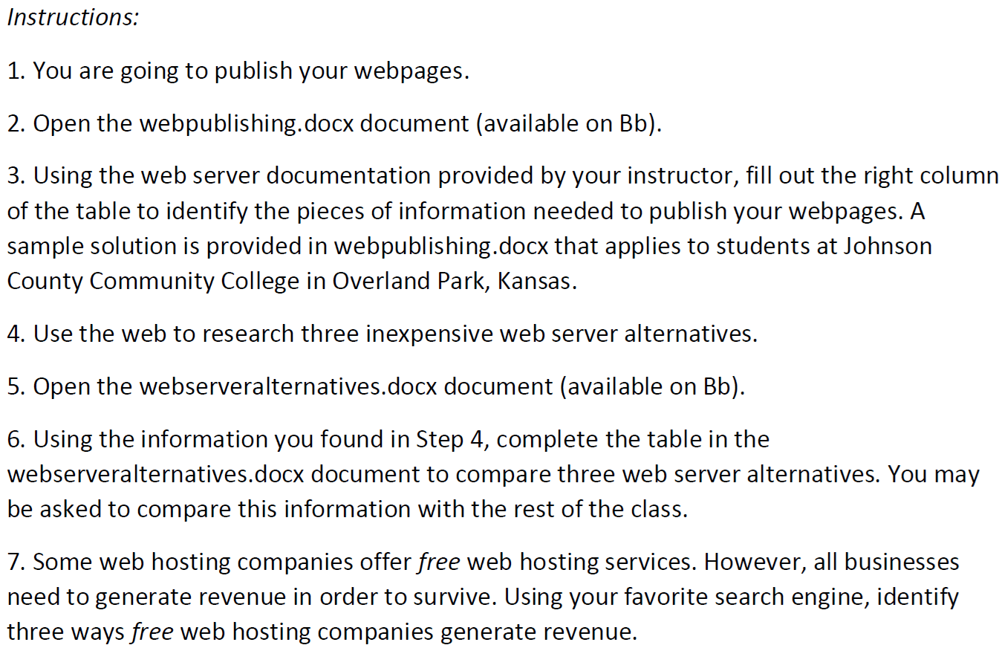 Instructions:
1. You are going to publish your webpages.
2. Open the webpublishing.docx document (available on Bb).
3. Using the web server documentation provided by your instructor, fill out the right column
of the table to identify the pieces of information needed to publish your webpages. A
sample solution is provided in webpublishing.docx that applies to students at Johnson
County Community College in Overland Park, Kansas.
4. Use the web to research three inexpensive web server alternatives.
5. Open the webserveralternatives.docx document (available on Bb).
6. Using the information you found in Step 4, complete the table in the
webserveralternatives.docx document to compare three web server alternatives. You may
be asked to compare this information with the rest of the class.
7. Some web hosting companies offer free web hosting services. However, all businesses
need to generate revenue in order to survive. Using your favorite search engine, identify
three ways free web hosting companies generate revenue.